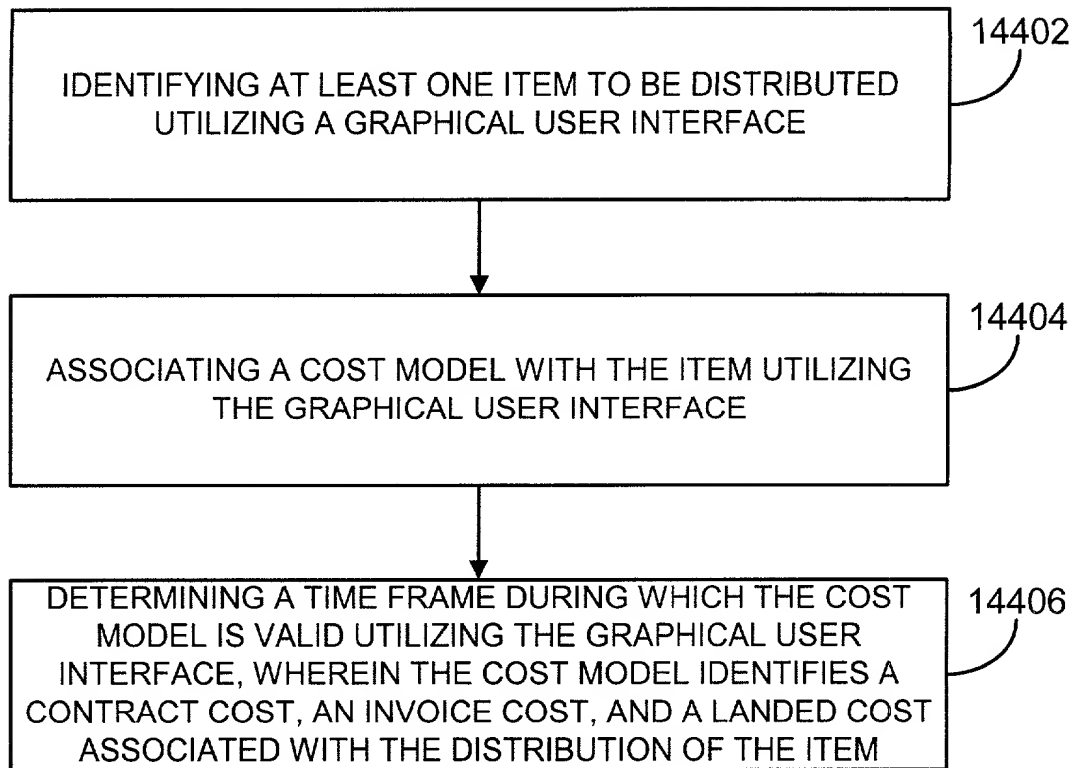 14402
IDENTIFYING AT LEAST ONE ITEM TO BE DISTRIBUTED
UTILIZING A GRAPHICAL USER INTERFACE
14404
ASSOCIATING A COST MODEL WITH THE ITEM UTILIZING
THE GRAPHICAL USER INTERFACE
14406
DETERMINING A TIME FRAME DURING WHICH THE COST
MODEL IS VALID UTILIZING THE GRAPHICAL USER
INTERFACE, WHEREIN THE COST MODEL IDENTIFIES A
CONTRACT COST, AN INVOICE COST, AND A LANDED COST
ASSOCIATED WITH THE DISTRIBUTION OF THE ITEM